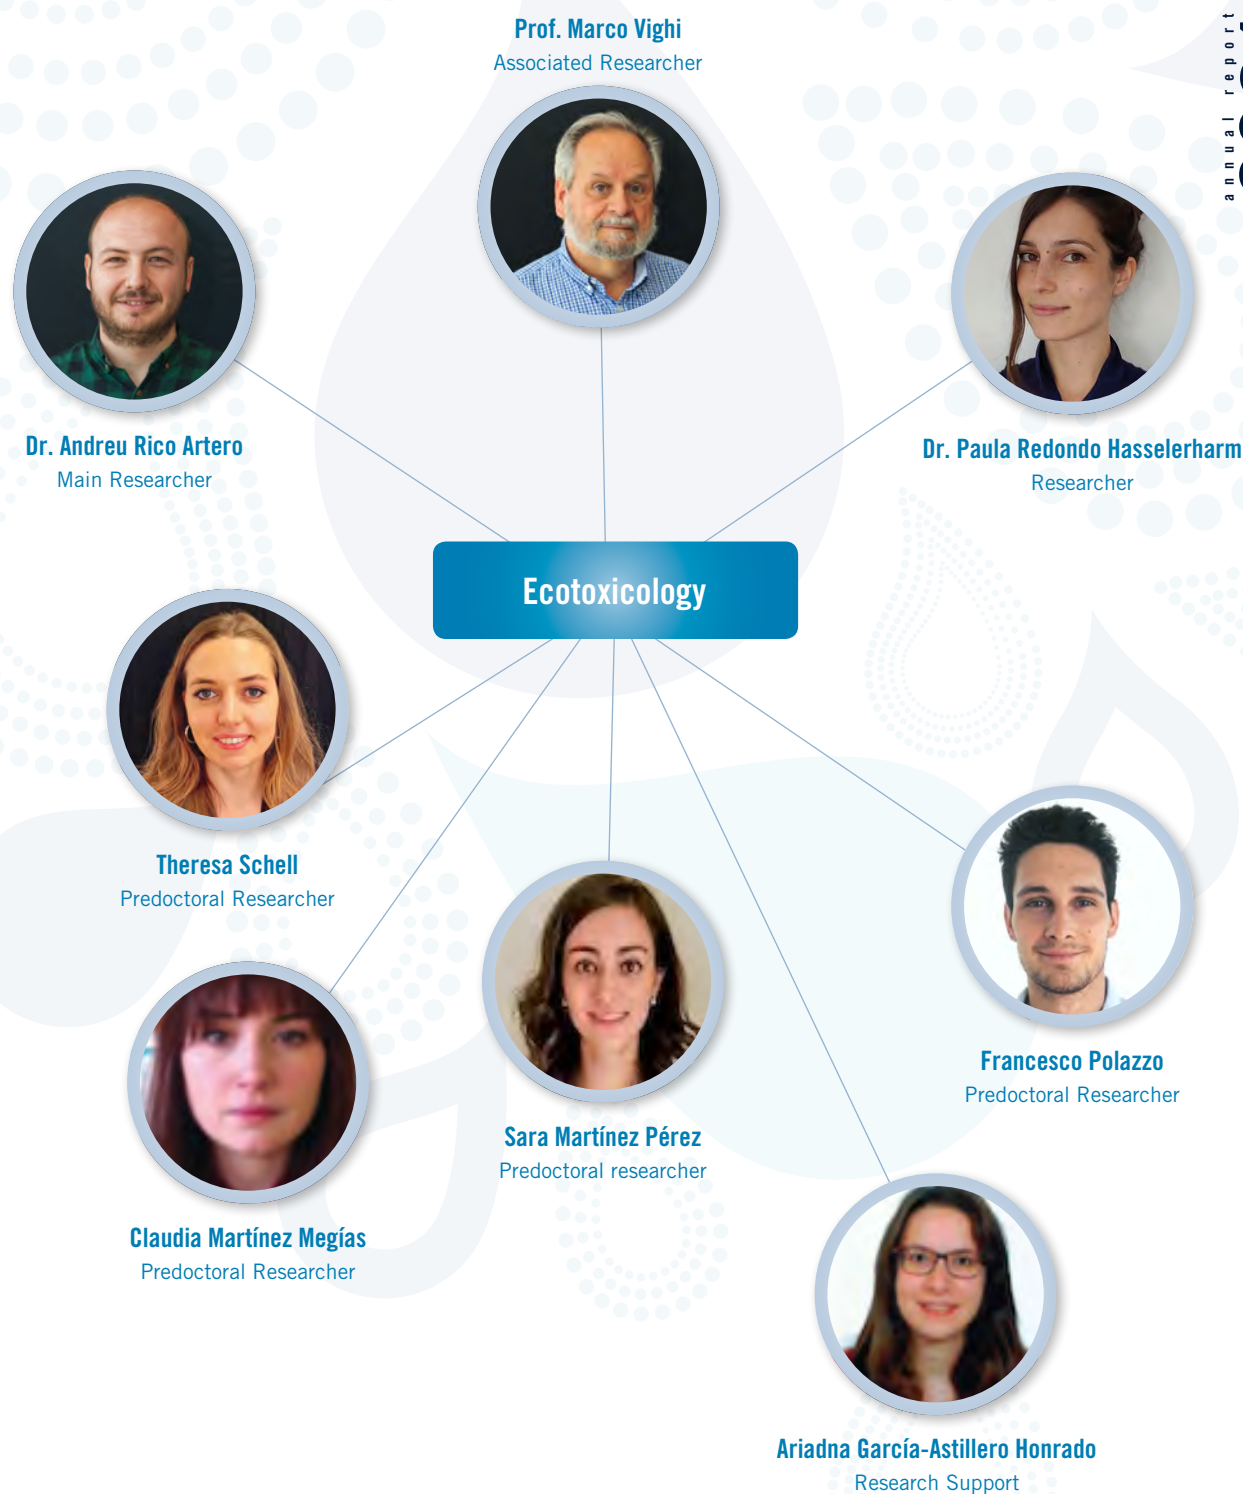 Prof. Marco Vighi
Associated Researcher
annual report
Dr. Andreu Rico Artero
Main Researcher
Dr. Paula Redondo Hasselerharm
Researcher
Ecotoxicology
Theresa Schell
Predoctoral Researcher
Francesco Polazzo
Predoctoral Researcher
Sara Martínez Pérez
Predoctoral researcher
Claudia Martínez Megías
Predoctoral Researcher
Ariadna García-Astillero Honrado
Research Support